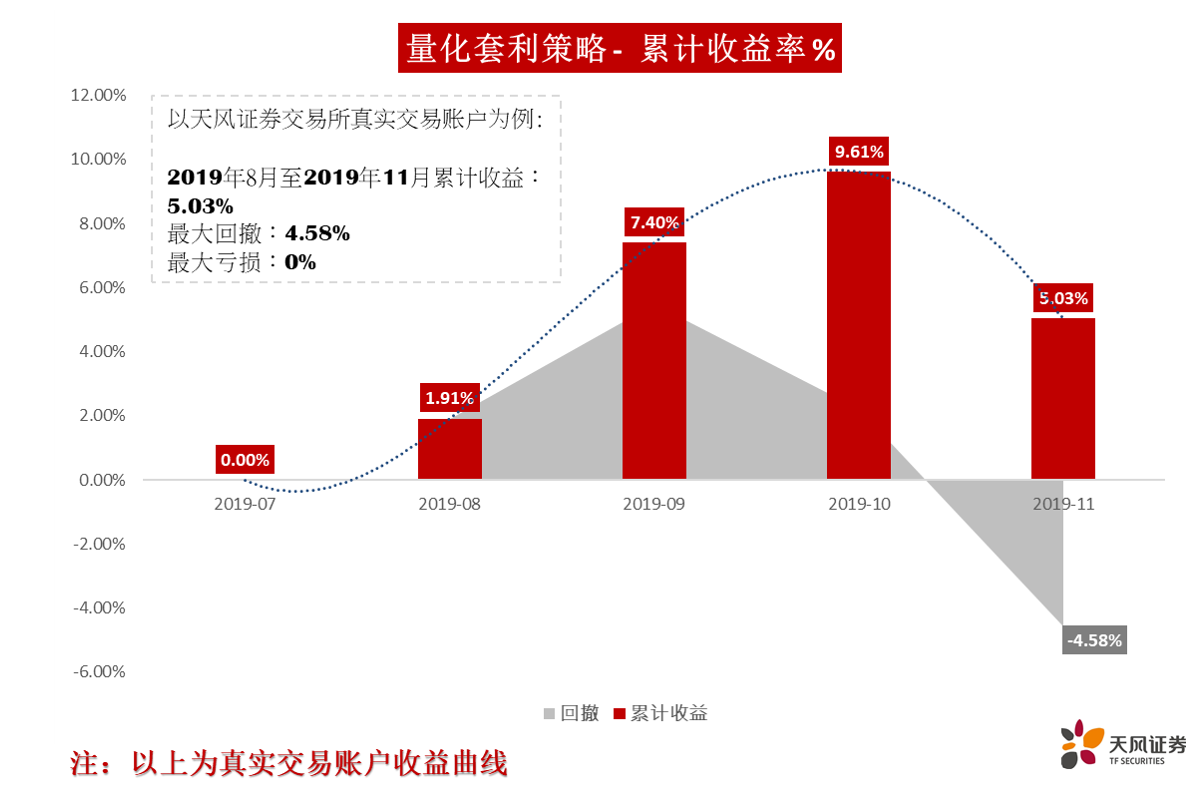 量化套利策略- 累计收益率%
12.00%
10.00%
8.00%
6.00%
4.00%
2.00%
0.00%
-2.00%
-4.00%
-6.00%
以天风证券交易所真实交易账户为例:
2019年8月至2019年11月累计收益：
5.03%
最大回撤：4.58%
最大亏损：0%
0.00%
1.91%
7.40%
9.61%
5.03%
-4.58%
2019-07
2019-08
2019-09
2019-10
2019-11
回撤
累计收益
注：以上为真实交易账户收益曲线
天风证券
TF SECURITIES